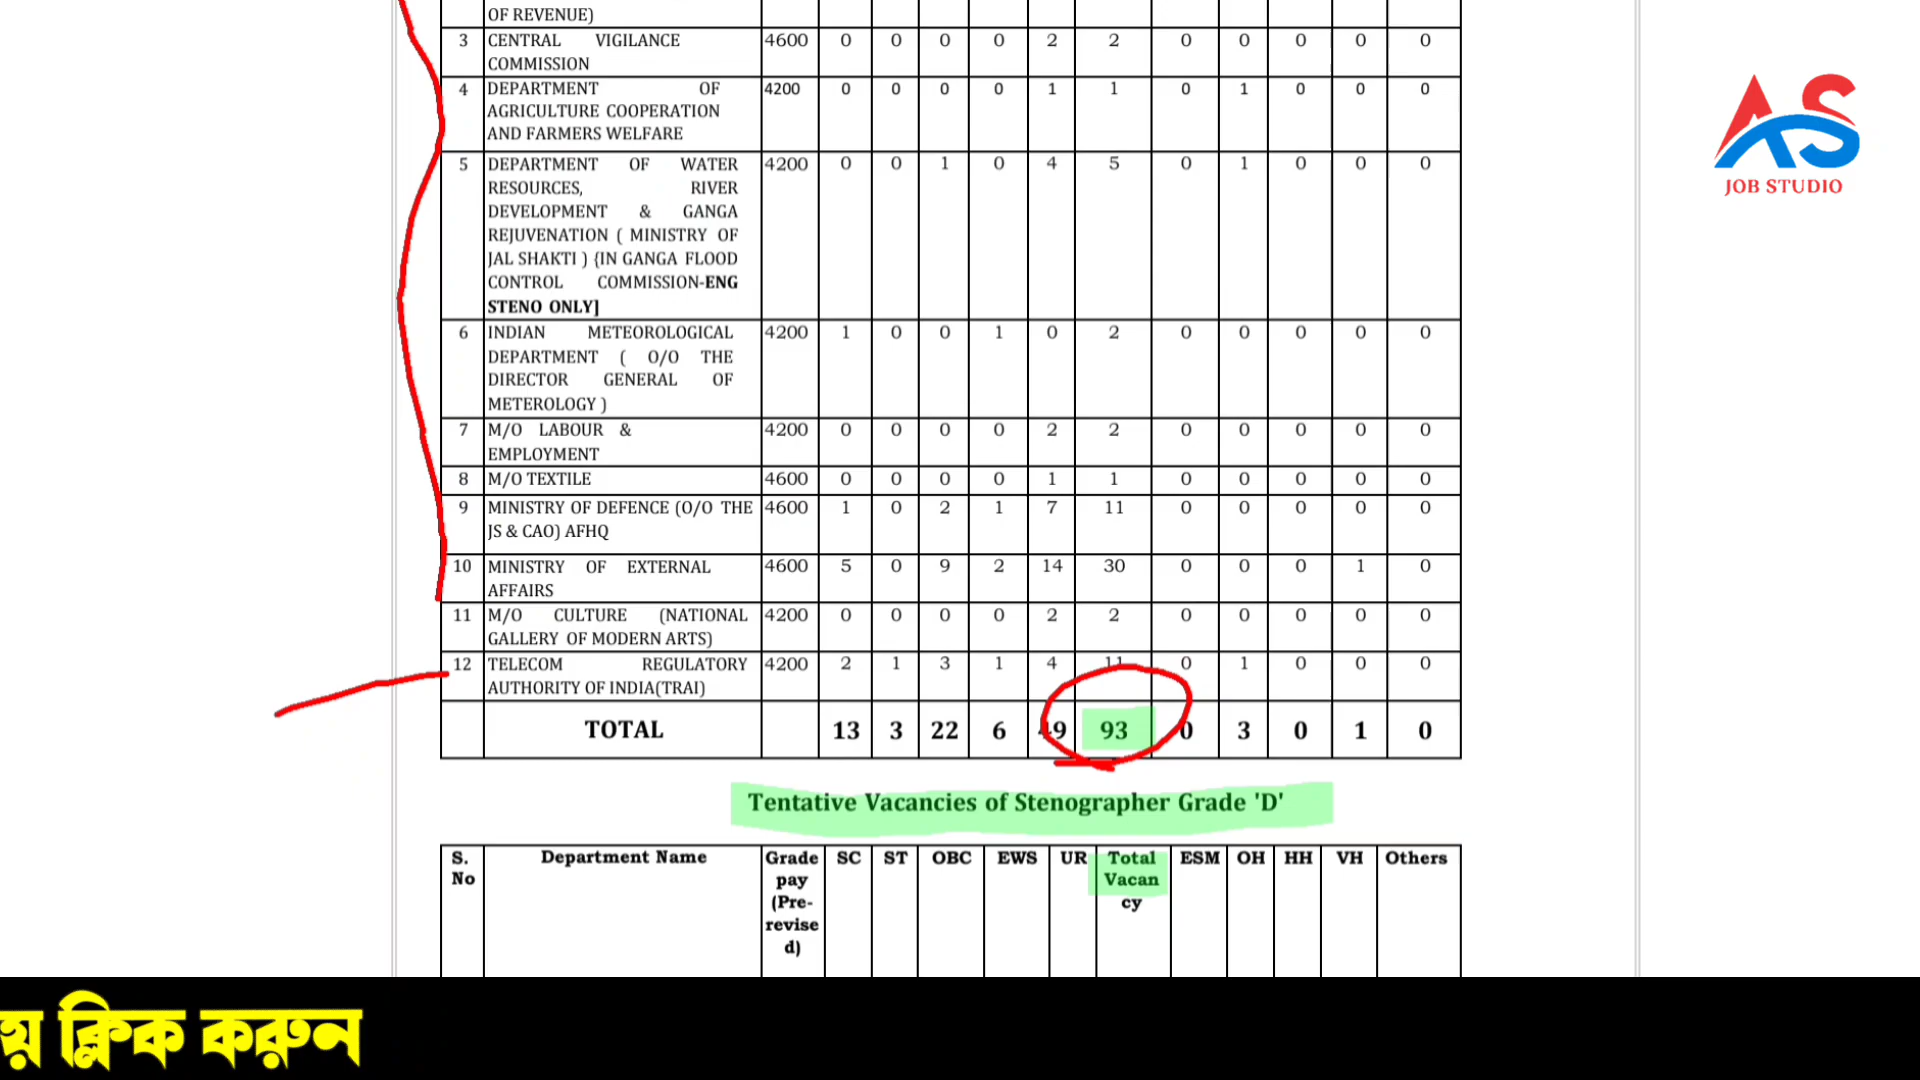 OF REVENUE)
3 CENTRAL VIGILANCE 4600 0 0 0 0 2 2 0 0 0 0 0
COMMISSION
4 DEPARTMENT OF 4200 0 0 0 0 1 1 0 1 0 0 0
AGRICULTURE COOPERATION
AND FARMERS WELFARE
5 DEPARTMENT OF WATER 4200 0 0 1 0 4 5 0 1 0 0 0
RESOURCES, RIVER
DEVELOPMENT & GANGA
REJUVENATION ( MINISTRY OF
JAL SHAKTI ) {IN GANGA FLOOD
CONTROL COMMISSION-ENG
STENO ONLY]
6 INDIAN METEOROLOGICAL 4200 1 0 0 1 0 2 0 0 0 0 0
DEPARTMENT ( O/O THE
DIRECTOR GENERAL OF
METEROLOGY )
7 M/O LABOUR & 4200 0 0 0 0 2 2 0 0 0 0 0
EMPLOYMENT
8 M/O TEXTILE 4600 0 0 0 0 1 1 0 0 0 0 0
9 MINISTRY OF DEFENCE (O/O THE 4600 1 0 2 1 7 11 0 0 0 0 0
JS & CAO) AFHQ
10 MINISTRY OF EXTERNAL 4600 5 0 9 2 14 30 0 0 0 1 0
AFFAIRS
11 M/O CULTURE (NATIONAL 4200 0 0 0 0 2 2 0 0 0 0 0
GALLERY OF MODERN ARTS)
12 TELECOM REGULATORY 4200 2 1 3 1 4 11 0 1 0 0 0
AUTHORITY OF INDIA(TRAI)
TOTAL 13 3 22 6 49 93 0 3 0 1 0
Tentative Vacancies of Stenographer Grade 'D'
S. Department Name Grade SC ST OBC EWS UR Total ESM OH HH VH Others
No pay Vacan
(Pre- cy
revise
d)
AS
JOB STUDIO
য় ক্লিক করুন